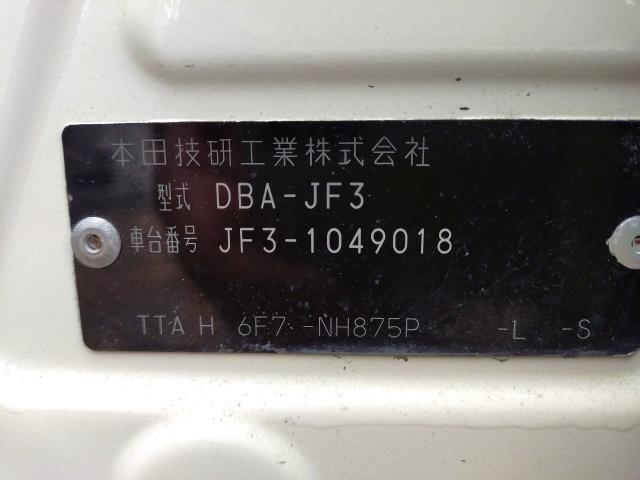 本田技研工業株式会社
型式 DBA-JF3
車台番号 JF3-1049018
TTA H 6F7 -NH875P -L -S